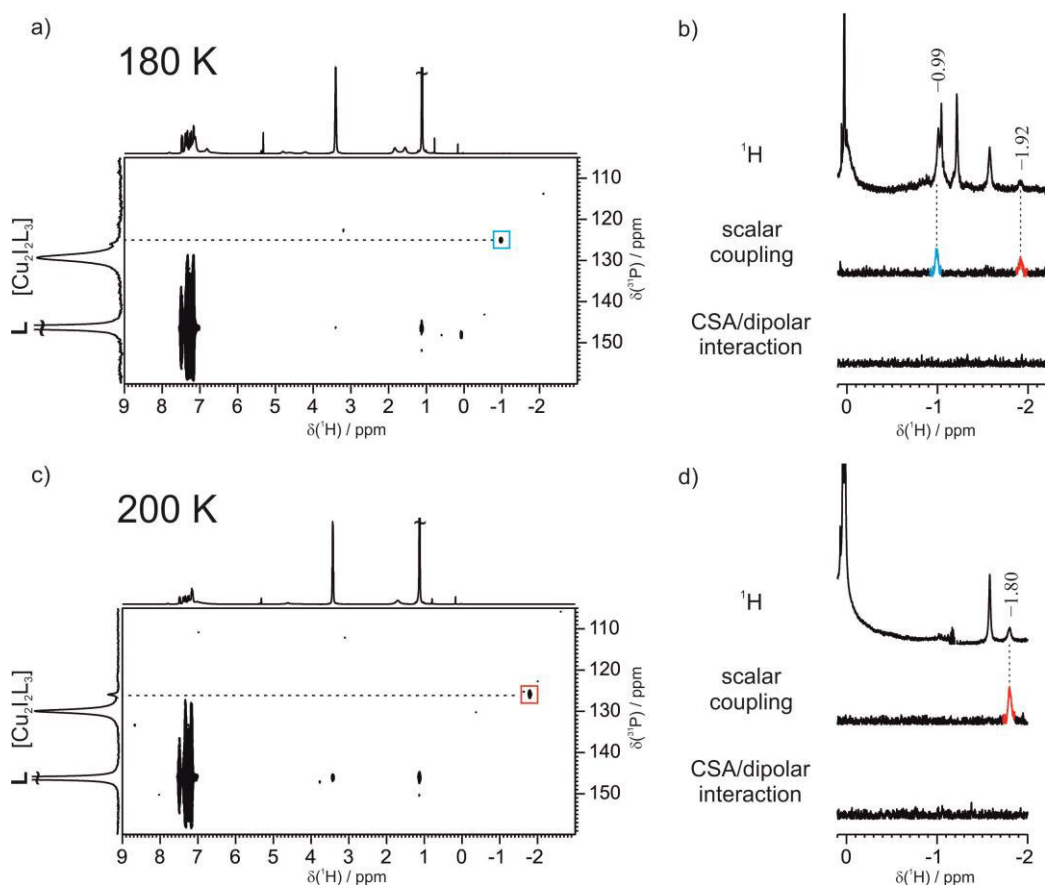 a)
180 K
[Cu₂I₂L₃]
L
110
120
130
140
150
δ(³¹P) / ppm
9 8 7 6 5 4 3 2 1 0 -1 -2
δ(¹H) / ppm
b)
-0.99
-1.92
¹H
scalar
coupling
CSA/dipolar
interaction
0 -1 -2
δ(¹H) / ppm
c)
200 K
[Cu₂I₂L₃]
L
110
120
130
140
150
δ(³¹P) / ppm
9 8 7 6 5 4 3 2 1 0 -1 -2
δ(¹H) / ppm
d)
-1.80
¹H
scalar
coupling
CSA/dipolar
interaction
0 -1 -2
δ(¹H) / ppm